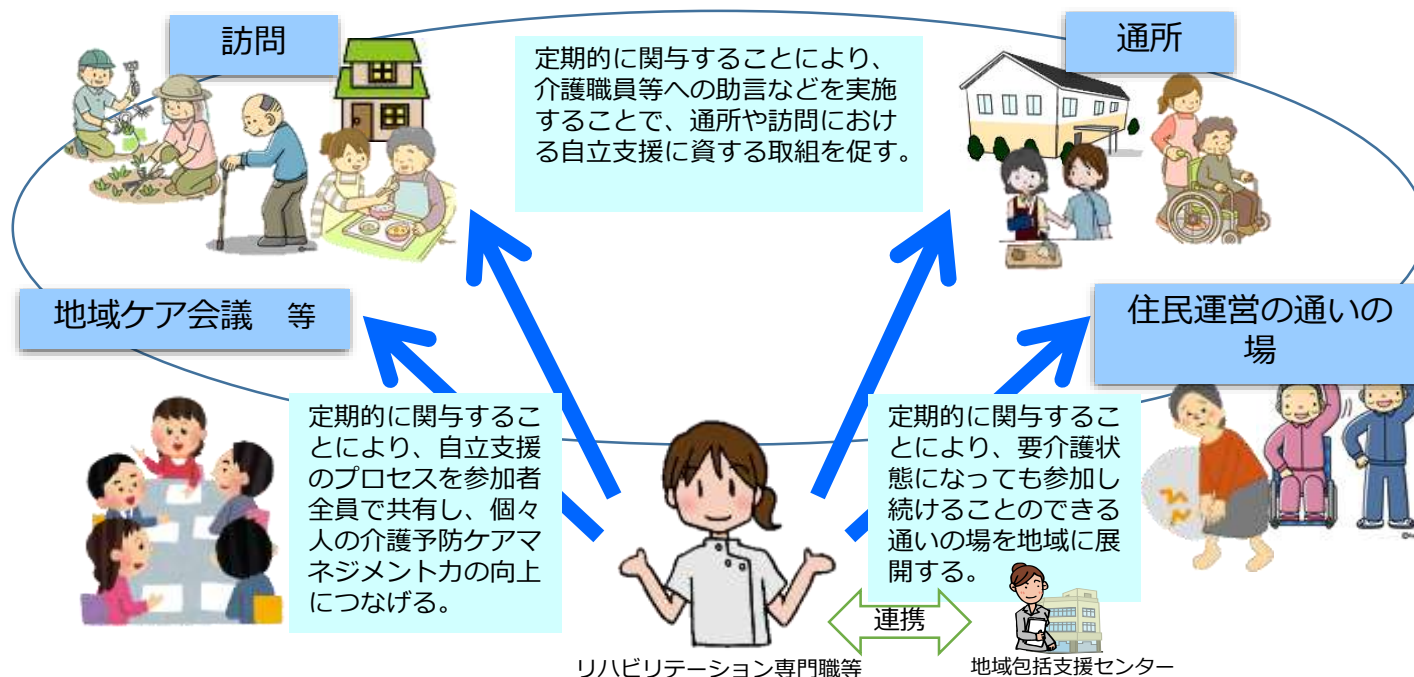 訪問
定期的に関与することにより、
介護職員等への助言などを実施
することで、通所や訪問におけ
る自立支援に資する取組を促す。
通所
地域ケア会議　等
住民運営の通いの
場
定期的に関与するこ
とにより、自立支援
のプロセスを参加者
全員で共有し、個々
人の介護予防ケアマ
ネジメント力の向上
につなげる。
定期的に関与するこ
とにより、要介護状
態になっても参加し
続けることのできる
通いの場を地域に展
開する。
連携
リハビリテーション専門職等
地域包括支援センター